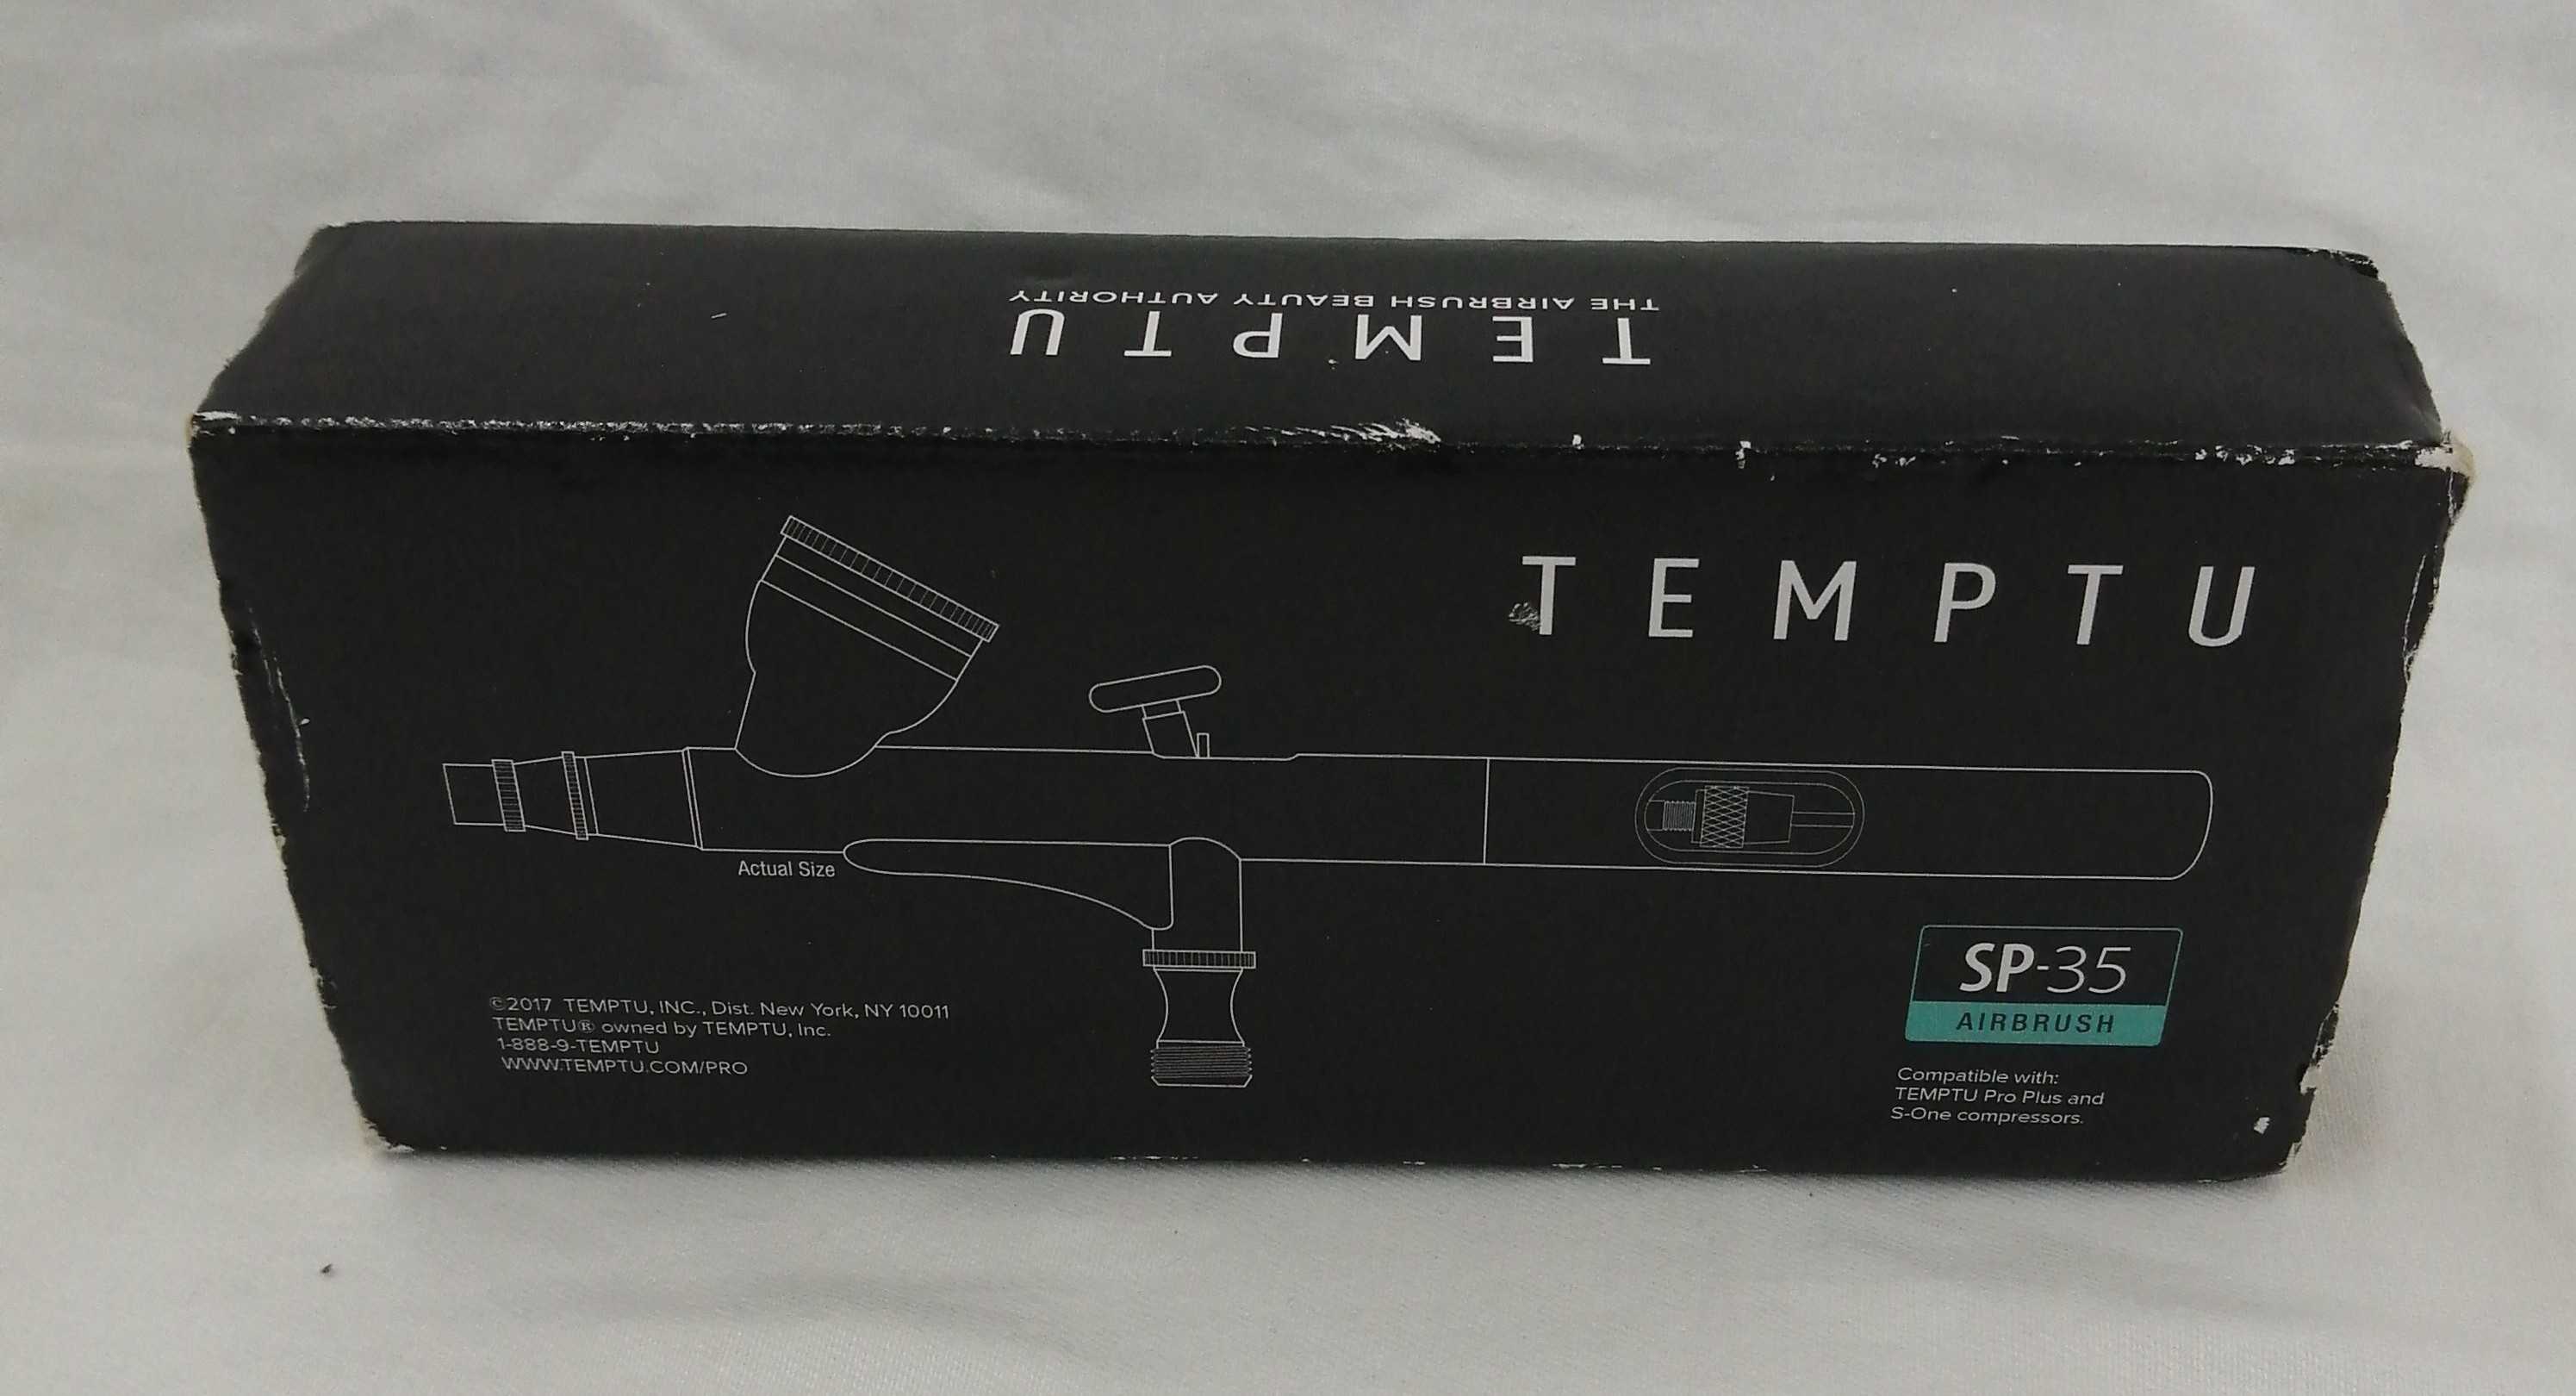 TEMPTU
THE AIRBRUSH BEAUTY AUTHORITY
TEMPTU
Actual Size
©2017 TEMPTU, INC., Dist. New York, NY 10011
TEMPTU® owned by TEMPTU, Inc.
1-888-9-TEMPTU
WWW.TEMPTU.COM/PRO
SP-35
AIRBRUSH
Compatible with:
TEMPTU Pro Plus and
S-One compressors.